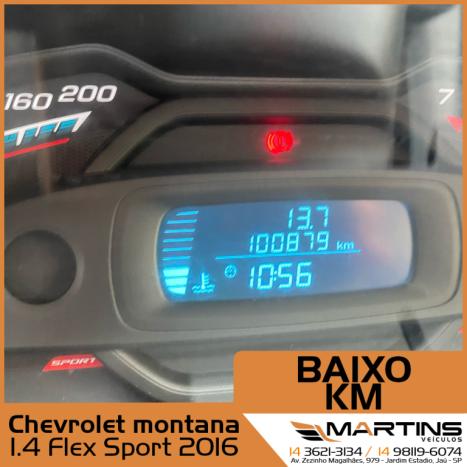 160 200
7
13.7
100879 km
10:56
SPORT
BAIXO
KM
Chevrolet montana
1.4 Flex Sport 2016
MARTINS
VEÍCULOS
14 3621-3134 / 14 98119-6074
Av. Zezinho Magalhães, 979 - Jardim Estadio, Jaú - SP